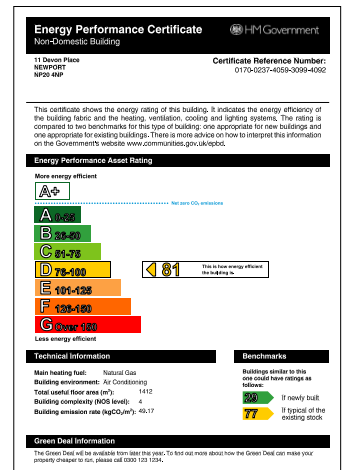 Energy Performance Certificate
Non-Domestic Building
HM Government
11 Devon Place
NEWPORT
NP20 4NP
Certificate Reference Number:
0170-0237-4059-3099-4092
This certificate shows the energy rating of this building. It indicates the energy efficiency of
the building fabric and the heating, ventilation, cooling and lighting systems. The rating is
compared to two benchmarks for this type of building: one appropriate for new buildings and
one appropriate for existing buildings. There is more advice on how to interpret this information
on the Government's website www.communities.gov.uk/epbd.
Energy Performance Asset Rating
More energy efficient
A+
Net zero CO₂ emissions
A 0-25
B 26-50
C 51-75
D 76-100
81
This is how energy efficient
the building is.
E 101-125
F 126-150
G Over 150
Less energy efficient
Technical Information
Main heating fuel: Natural Gas
Building environment: Air Conditioning
Total useful floor area (m²): 1412
Building complexity (NOS level): 4
Building emission rate (kgCO₂/m²): 49.17
Benchmarks
Buildings similar to this
one could have ratings as
follows:
29 If newly built
77 If typical of the
existing stock
Green Deal Information
The Green Deal will be available from later this year. To find out more about how the Green Deal can make your
property cheaper to run, please call 0300 123 1234.